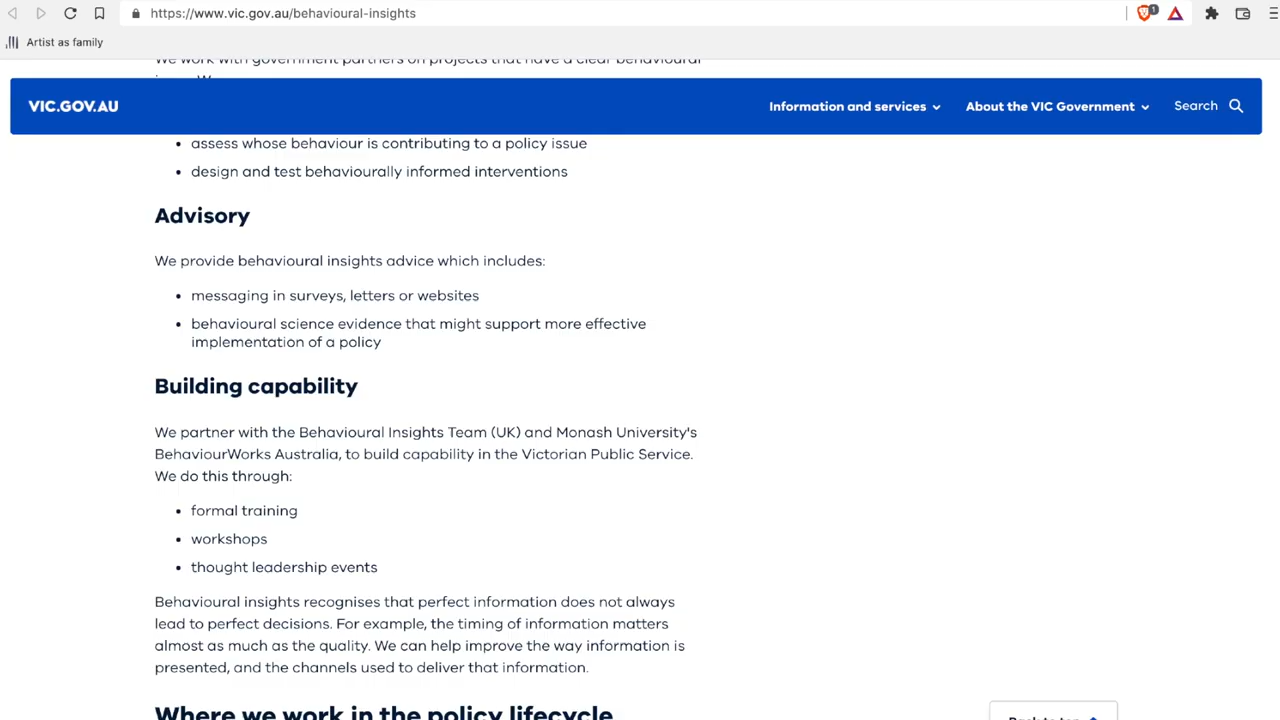 https://www.vic.gov.au/behavioural-insights
1
Artist as family
We work with government partners on projects that have a clear behavioural
VIC.GOV.AU
Information and services
About the VIC Government
Search
• assess whose behaviour is contributing to a policy issue
• design and test behaviourally informed interventions
Advisory
We provide behavioural insights advice which includes:
• messaging in surveys, letters or websites
• behavioural science evidence that might support more effective
implementation of a policy
Building capability
We partner with the Behavioural Insights Team (UK) and Monash University's
BehaviourWorks Australia, to build capability in the Victorian Public Service.
We do this through:
• formal training
• workshops
• thought leadership events
Behavioural insights recognises that perfect information does not always
lead to perfect decisions. For example, the timing of information matters
almost as much as the quality. We can help improve the way information is
presented, and the channels used to deliver that information.
Where we work in the policy lifecycle
Back to top